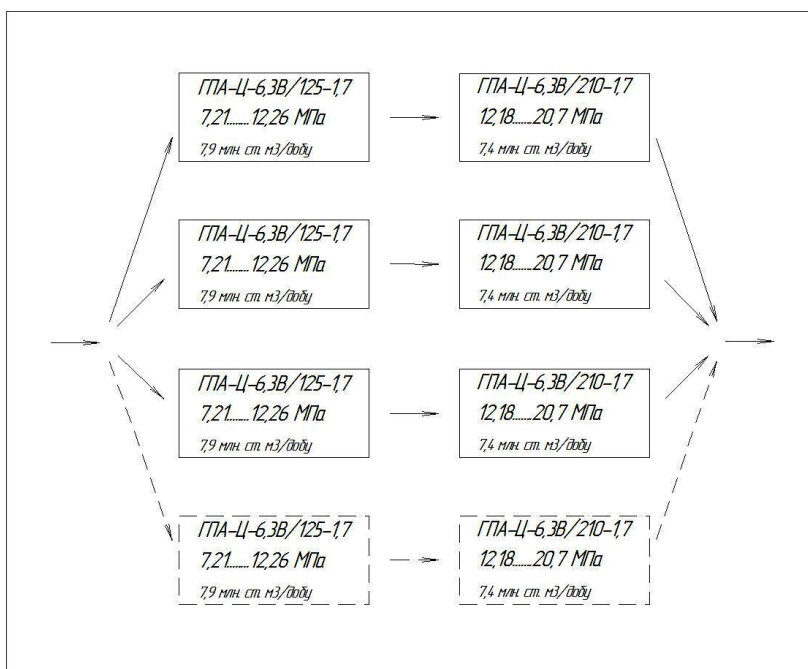 ГПА-Ц-6,3В/125-1,7
7,21.......12,26 МПа
7,9 млн. ст. м3/добу
ГПА-Ц-6,3В/210-1,7
12,18.......20,7 МПа
7,4 млн. ст. м3/добу
ГПА-Ц-6,3В/125-1,7
7,21.......12,26 МПа
7,9 млн. ст. м3/добу
ГПА-Ц-6,3В/210-1,7
12,18.......20,7 МПа
7,4 млн. ст. м3/добу
ГПА-Ц-6,3В/125-1,7
7,21.......12,26 МПа
7,9 млн. ст. м3/добу
ГПА-Ц-6,3В/210-1,7
12,18.......20,7 МПа
7,4 млн. ст. м3/добу
ГПА-Ц-6,3В/125-1,7
7,21.......12,26 МПа
7,9 млн. ст. м3/добу
ГПА-Ц-6,3В/210-1,7
12,18.......20,7 МПа
7,4 млн. ст. м3/добу